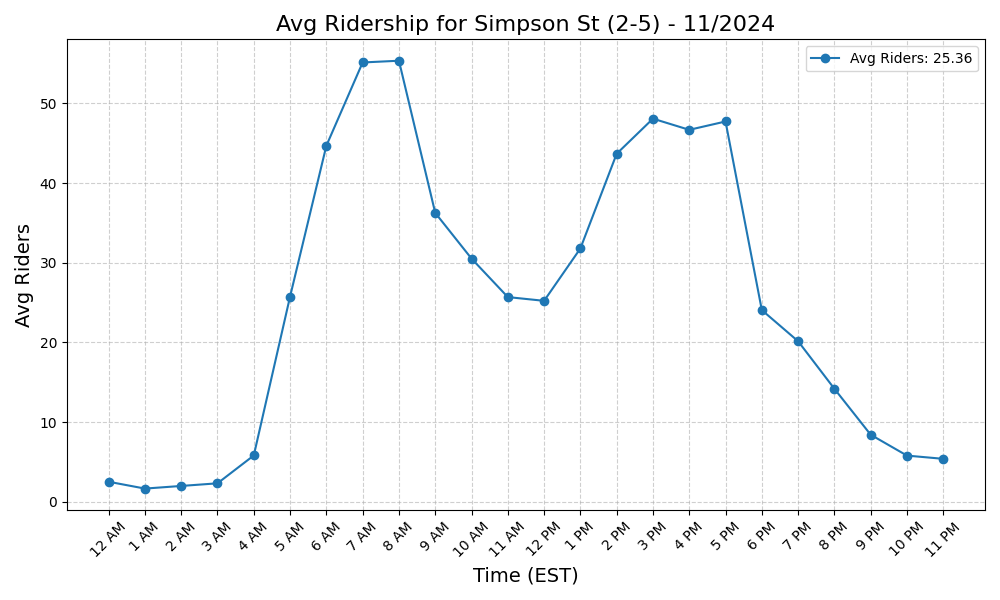 Avg Ridership for Simpson St (2-5) - 11/2024
Avg Riders: 25.36
Avg Riders
50
40
30
20
10
0
12 AM
1 AM
2 AM
3 AM
4 AM
5 AM
6 AM
7 AM
8 AM
9 AM
10 AM
11 AM
12 PM
1 PM
2 PM
3 PM
4 PM
5 PM
6 PM
7 PM
8 PM
9 PM
10 PM
11 PM
Time (EST)